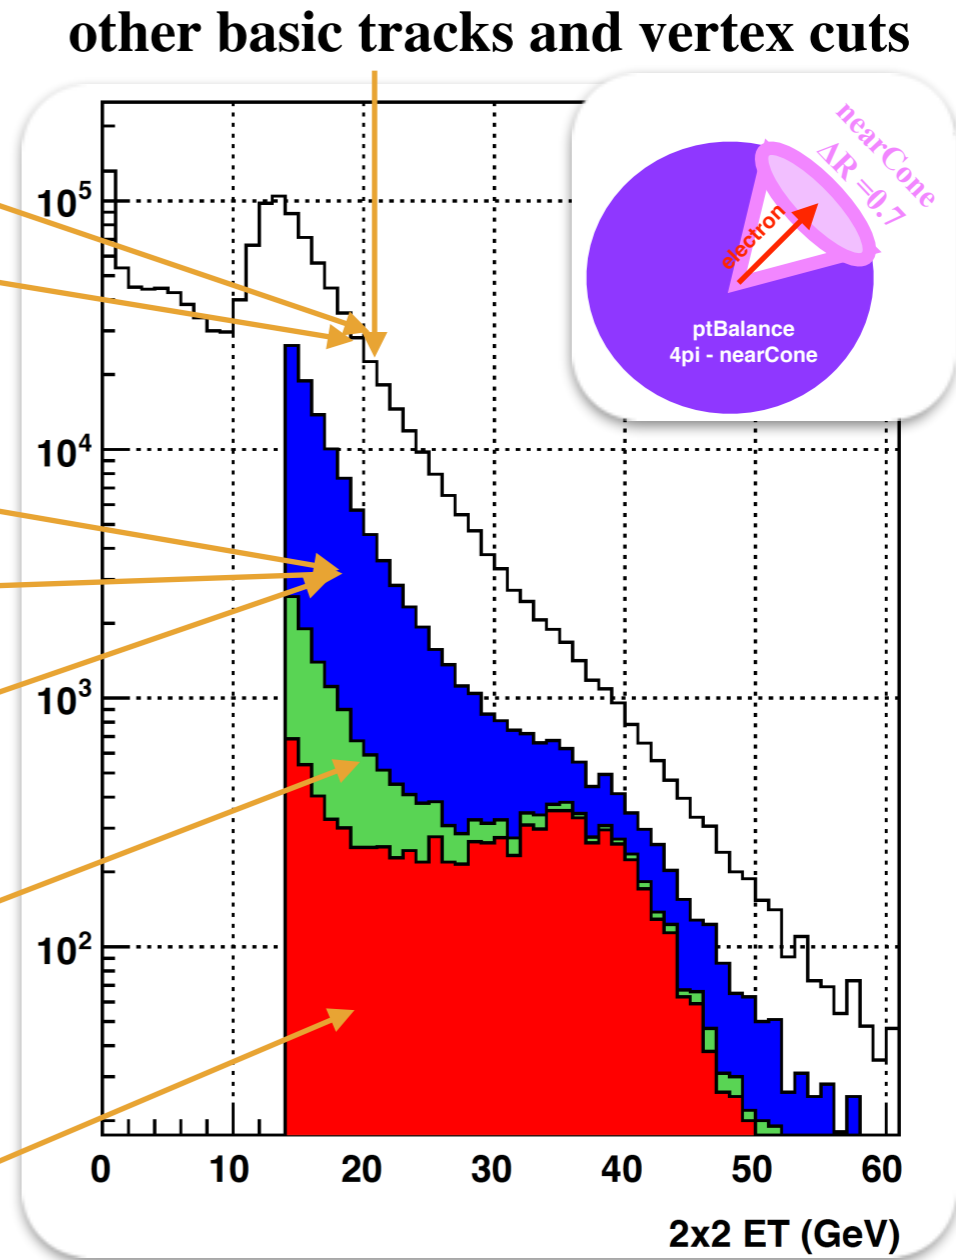 other basic tracks and vertex cuts
nearCone
ΔR =0.7
electron
ptBalance
4pi - nearCone
10⁵
10⁴
10³
10²
0 10 20 30 40 50 60
2x2 ET (GeV)